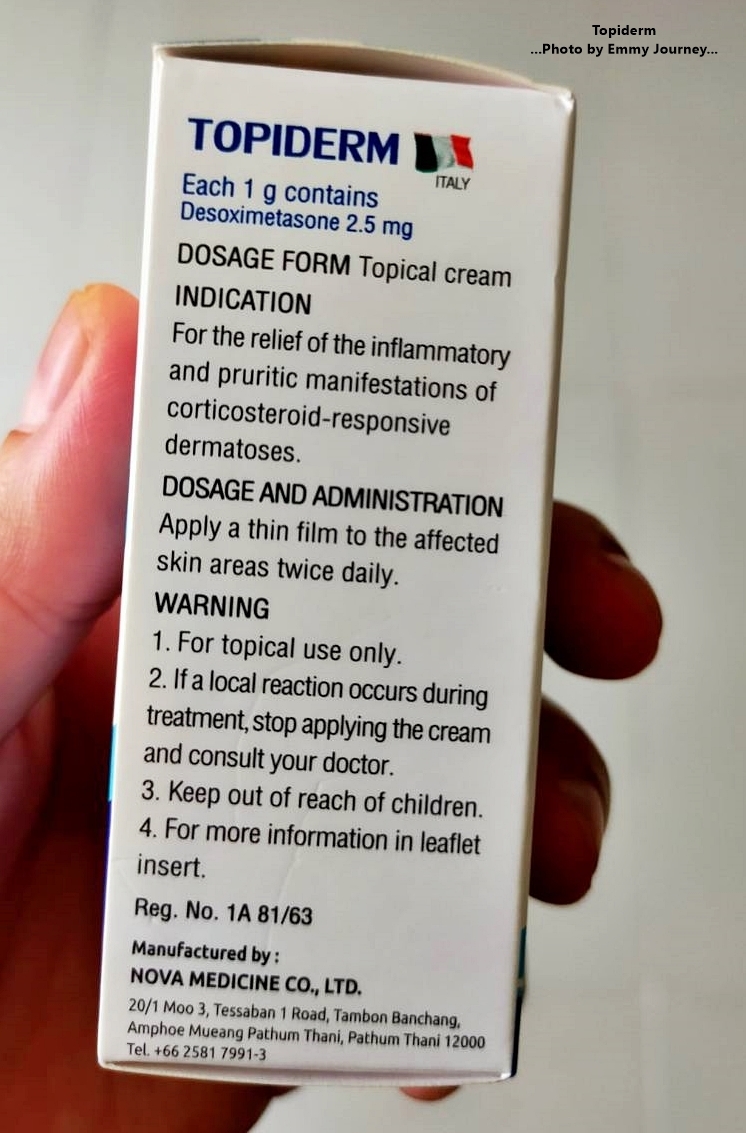 Topiderm
...Photo by Emmy Journey...
TOPIDERM
ITALY
Each 1 g contains
Desoximetasone 2.5 mg
DOSAGE FORM Topical cream
INDICATION
For the relief of the inflammatory
and pruritic manifestations of
corticosteroid-responsive
dermatoses.
DOSAGE AND ADMINISTRATION
Apply a thin film to the affected
skin areas twice daily.
WARNING
1. For topical use only.
2. If a local reaction occurs during
treatment, stop applying the cream
and consult your doctor.
3. Keep out of reach of children.
4. For more information in leaflet
insert.
Reg. No. 1A 81/63
Manufactured by :
NOVA MEDICINE CO., LTD.
20/1 Moo 3, Tessaban 1 Road, Tambon Banchang,
Amphoe Mueang Pathum Thani, Pathum Thani 12000
Tel. +66 2581 7991-3